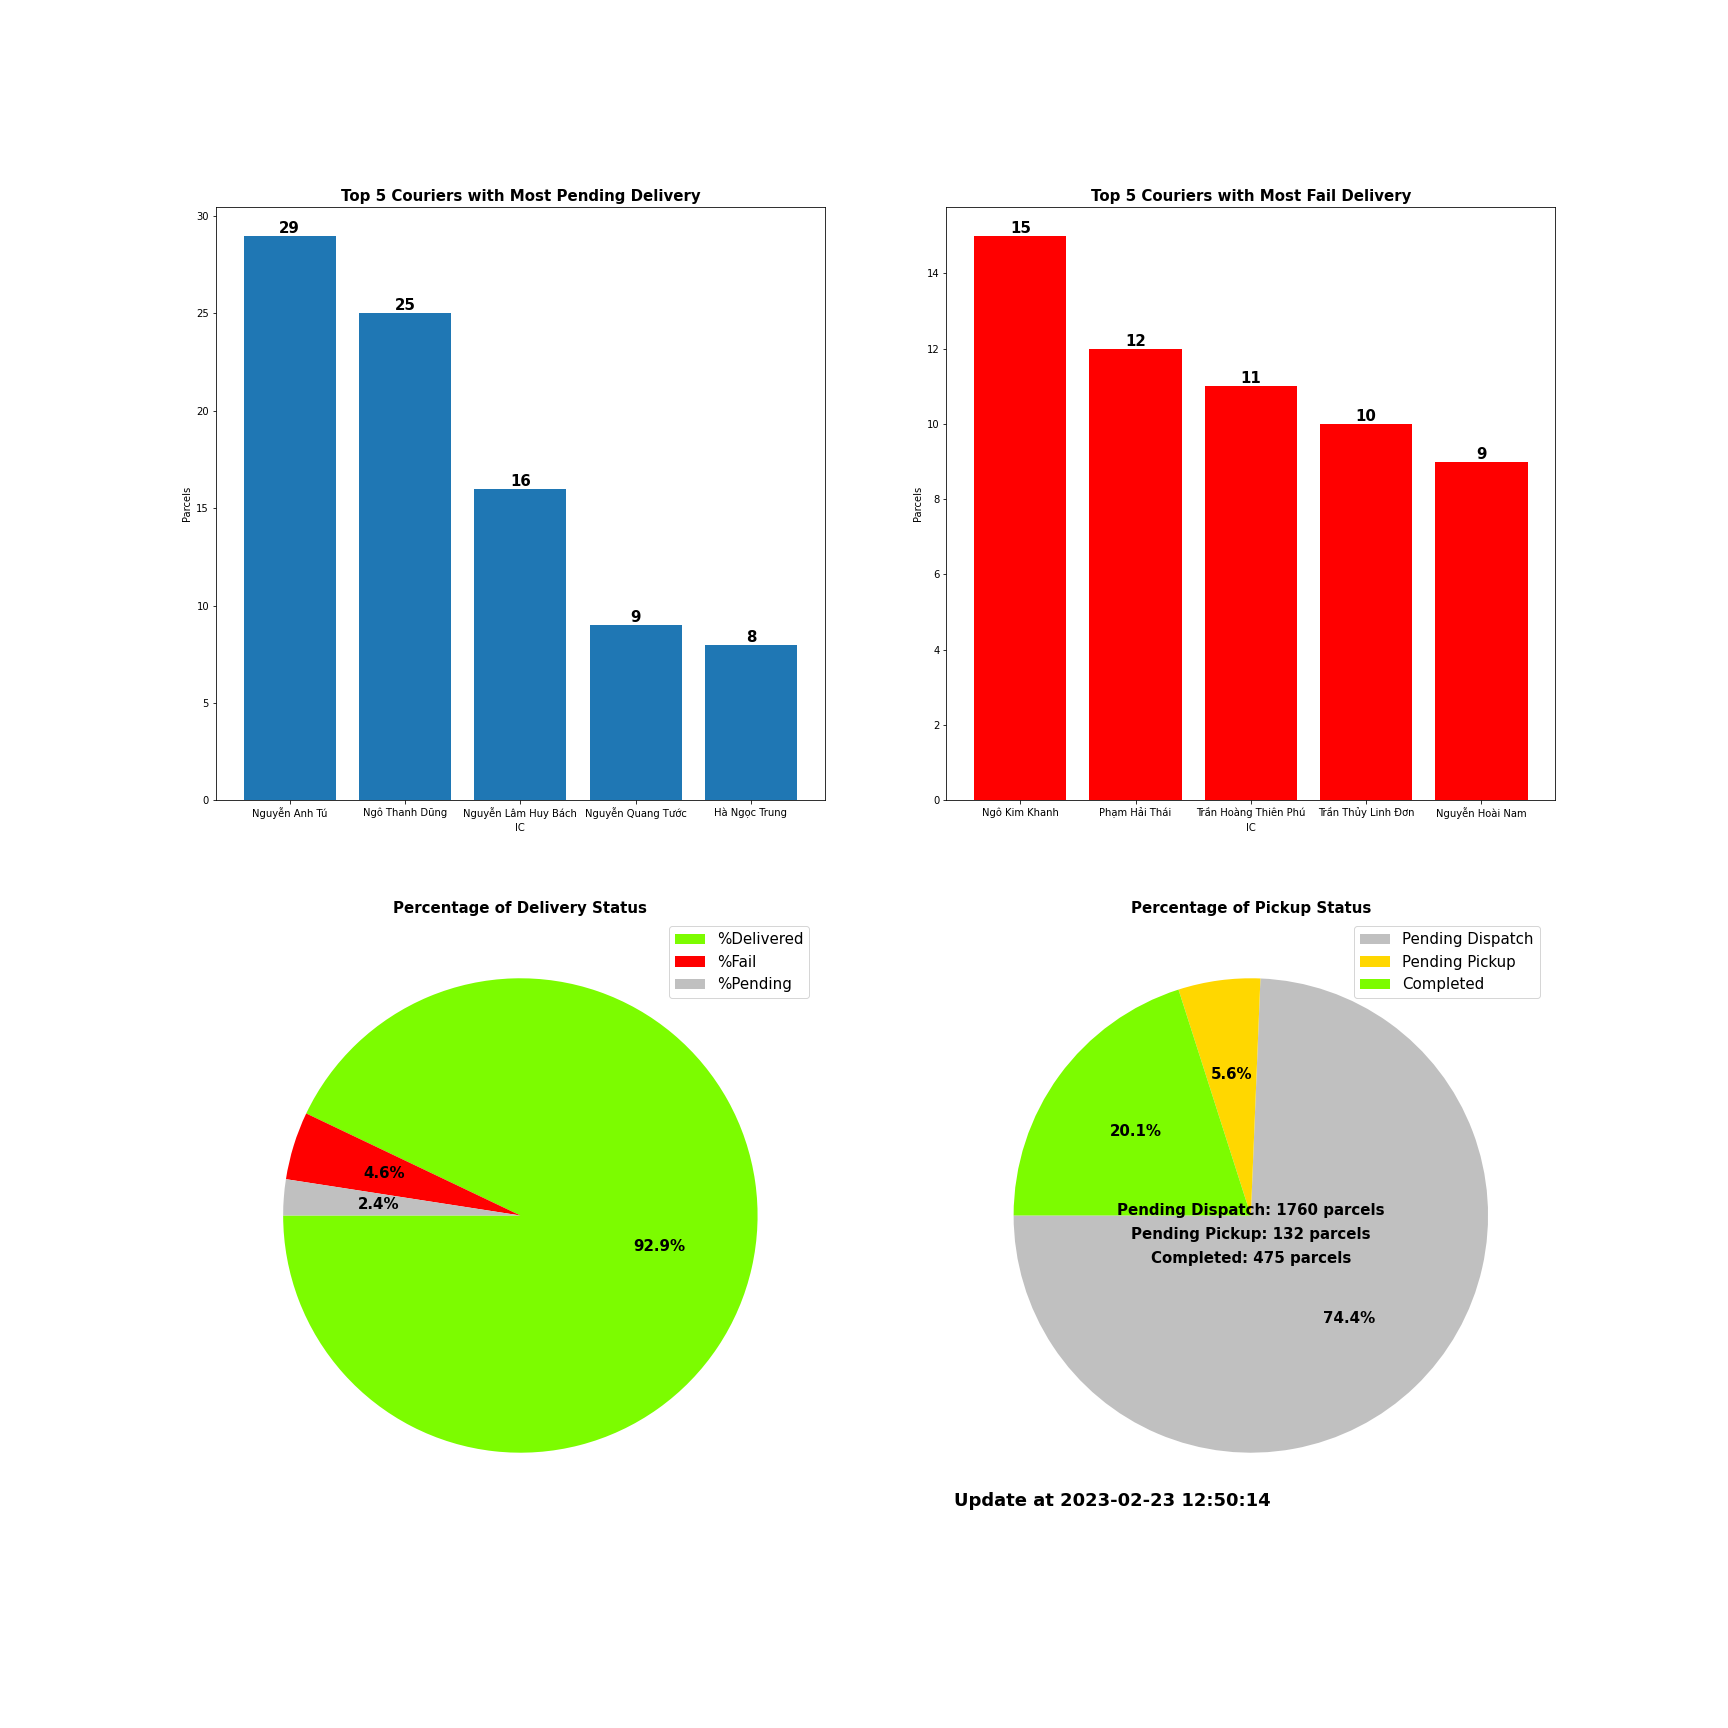 Top 5 Couriers with Most Pending Delivery
30
25
20
15
10
5
0
Parcels
29
25
16
9
8
Nguyễn Anh Tú
Ngô Thanh Dũng
Nguyễn Lâm Huy Bách
Nguyễn Quang Tước
Hà Ngọc Trung
IC
Top 5 Couriers with Most Fail Delivery
14
12
10
8
6
4
2
0
Parcels
15
12
11
10
9
Ngô Kim Khanh
Phạm Hải Thái
Trần Hoàng Thiên Phú
Trần Thủy Linh Đơn
Nguyễn Hoài Nam
IC
Percentage of Delivery Status
%Delivered
%Fail
%Pending
4.6%
2.4%
92.9%
Percentage of Pickup Status
Pending Dispatch
Pending Pickup
Completed
5.6%
20.1%
Pending Dispatch: 1760 parcels
Pending Pickup: 132 parcels
Completed: 475 parcels
74.4%
Update at 2023-02-23 12:50:14